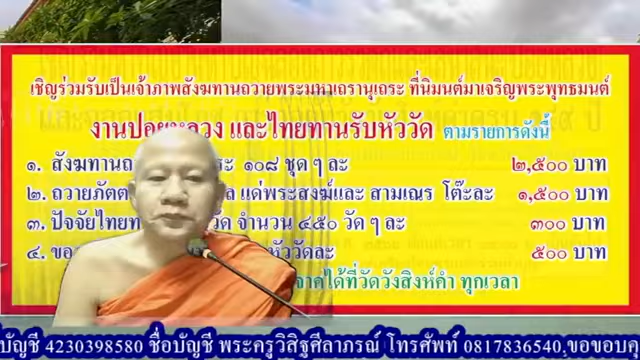 เชิญร่วมรับเป็นเจ้าภาพสังฆทานถวายพระมหาเถรานุเถระ ที่นิมนต์มาเจริญพระพุทธมนต์
งานปอยหลวง และไทยทานรับหัววัด ตามรายการดังนี้
๑. สังฆทานถ ระ ๑๐๘ ชุด ๆ ละ ๒,๕๐๐ บาท
๒. ถวายภัตต ล แด่พระสงฆ์และ สามเณร โต๊ะละ ๑,๕๐๐ บาท
๓. ปัจจัยไทยท วัด จำนวน ๔๕๐ วัด ๆ ละ ๓๐๐ บาท
๔. ขอ หัววัดละ ๕๐๐ บาท
จาคได้ที่วัดวังสิงห์คำ ทุกเวลา
บัญชี 4230398580 ชื่อบัญชี พระครูวิสิฐศีลาภรณ์ โทรศัพท์ 0817836540.ขอขอบค